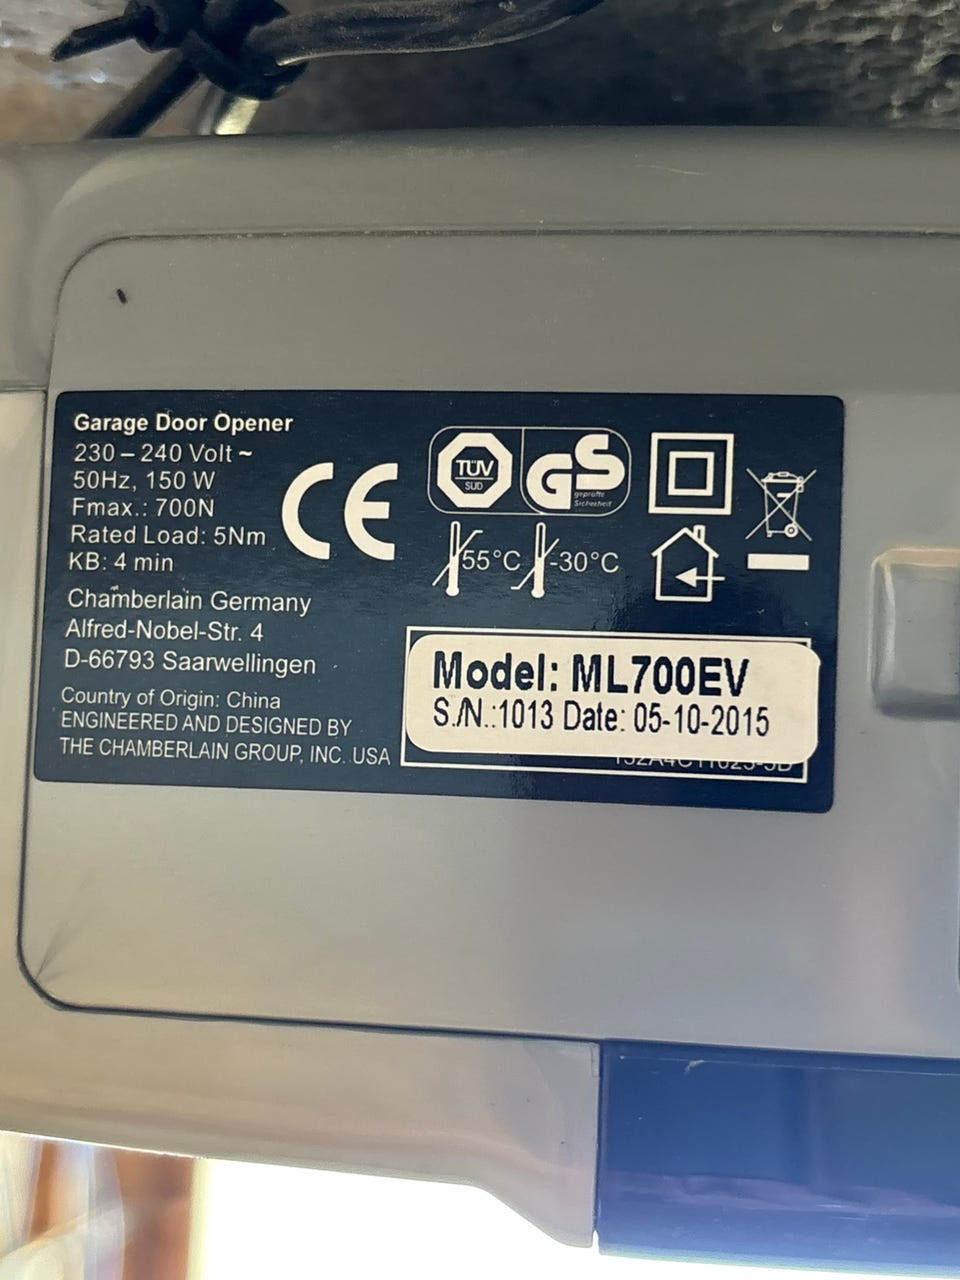 Garage Door Opener
230 – 240 Volt ~
50Hz, 150 W
Fmax.: 700N
Rated Load: 5Nm
KB: 4 min
Chamberlain Germany
Alfred-Nobel-Str. 4
D-66793 Saarwellingen
Country of Origin: China
ENGINEERED AND DESIGNED BY
THE CHAMBERLAIN GROUP, INC. USA
CE
TÜV
SÜD
GS
geprüfte
Sicherheit
55°C
-30°C
Model: ML700EV
S./N.:1013 Date: 05-10-2015